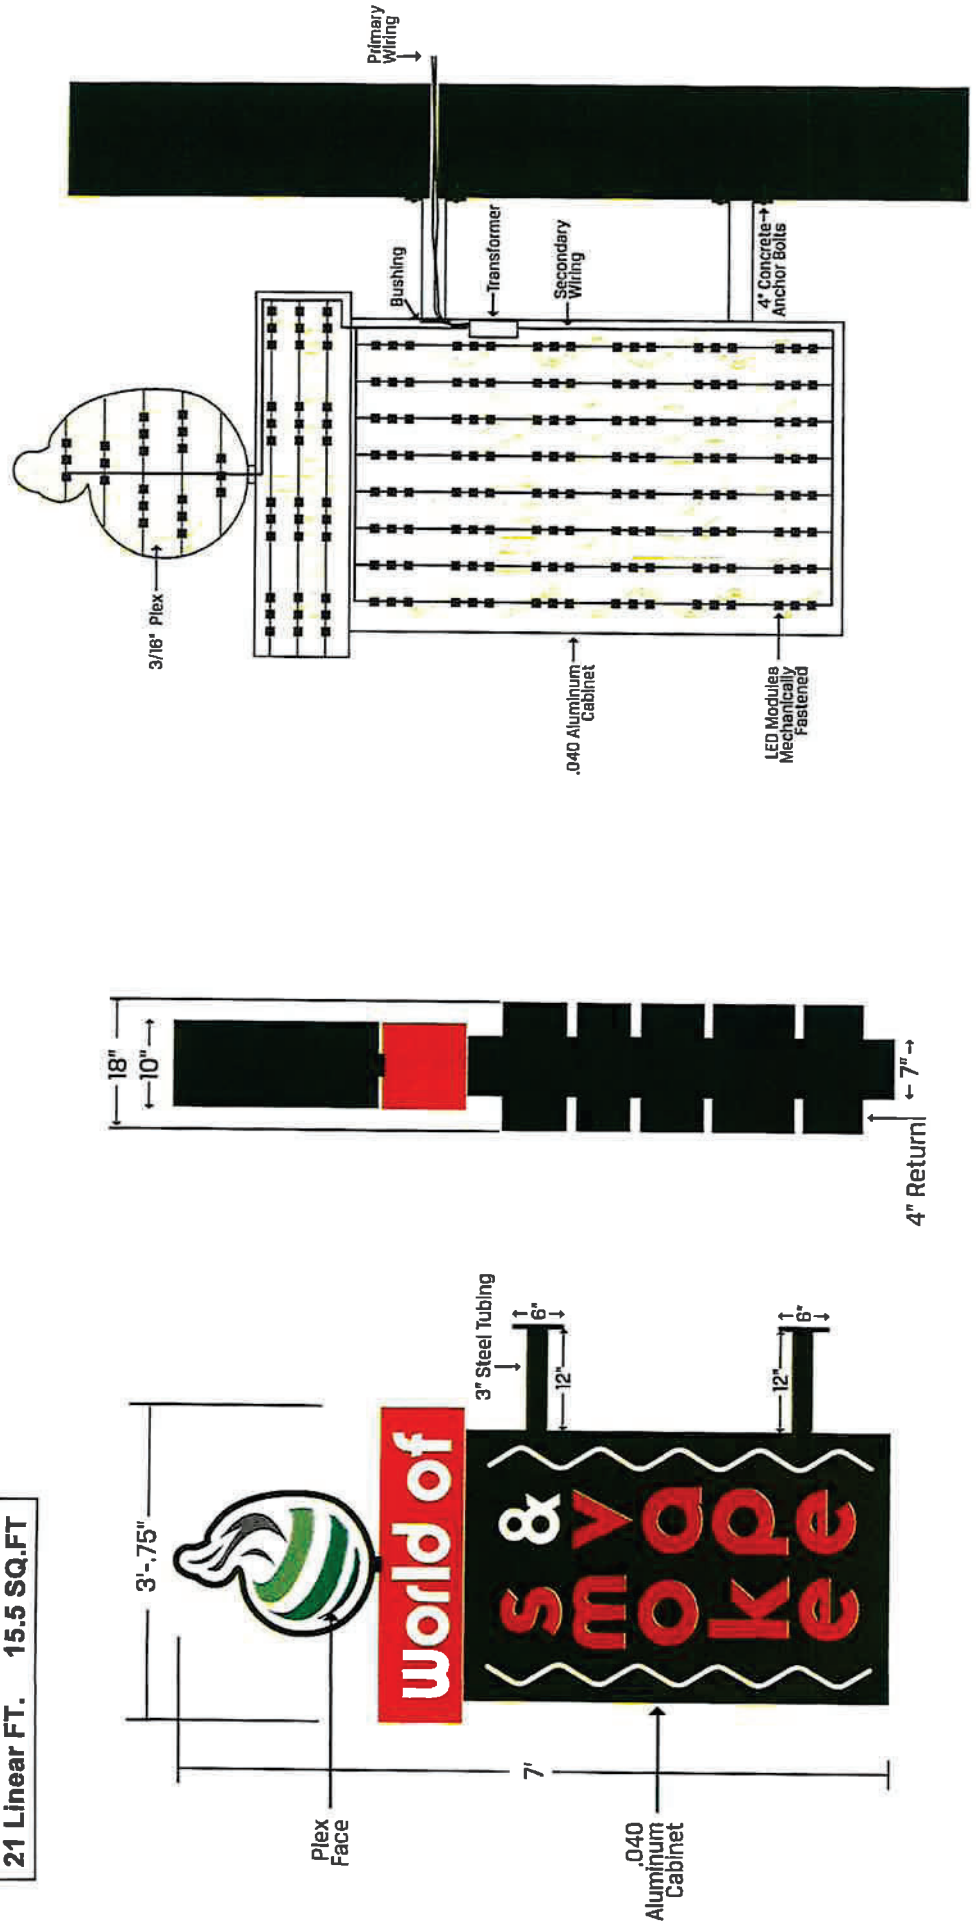 21 Linear FT. 15.5 SQ.FT
3'-.75"
7'
Plex
Face
.040
Aluminum
Cabinet
World of
s &
m v
o a
k p
e e
3" Steel Tubing
12"
6"
12"
6"
18"
10"
7"
4" Return
Primary
Wiring
Bushing
Transformer
Secondary
Wiring
4" Concrete
Anchor Bolts
3/16" Plex
.040 Aluminum
Cabinet
LED Modules
Mechanically
Fastened